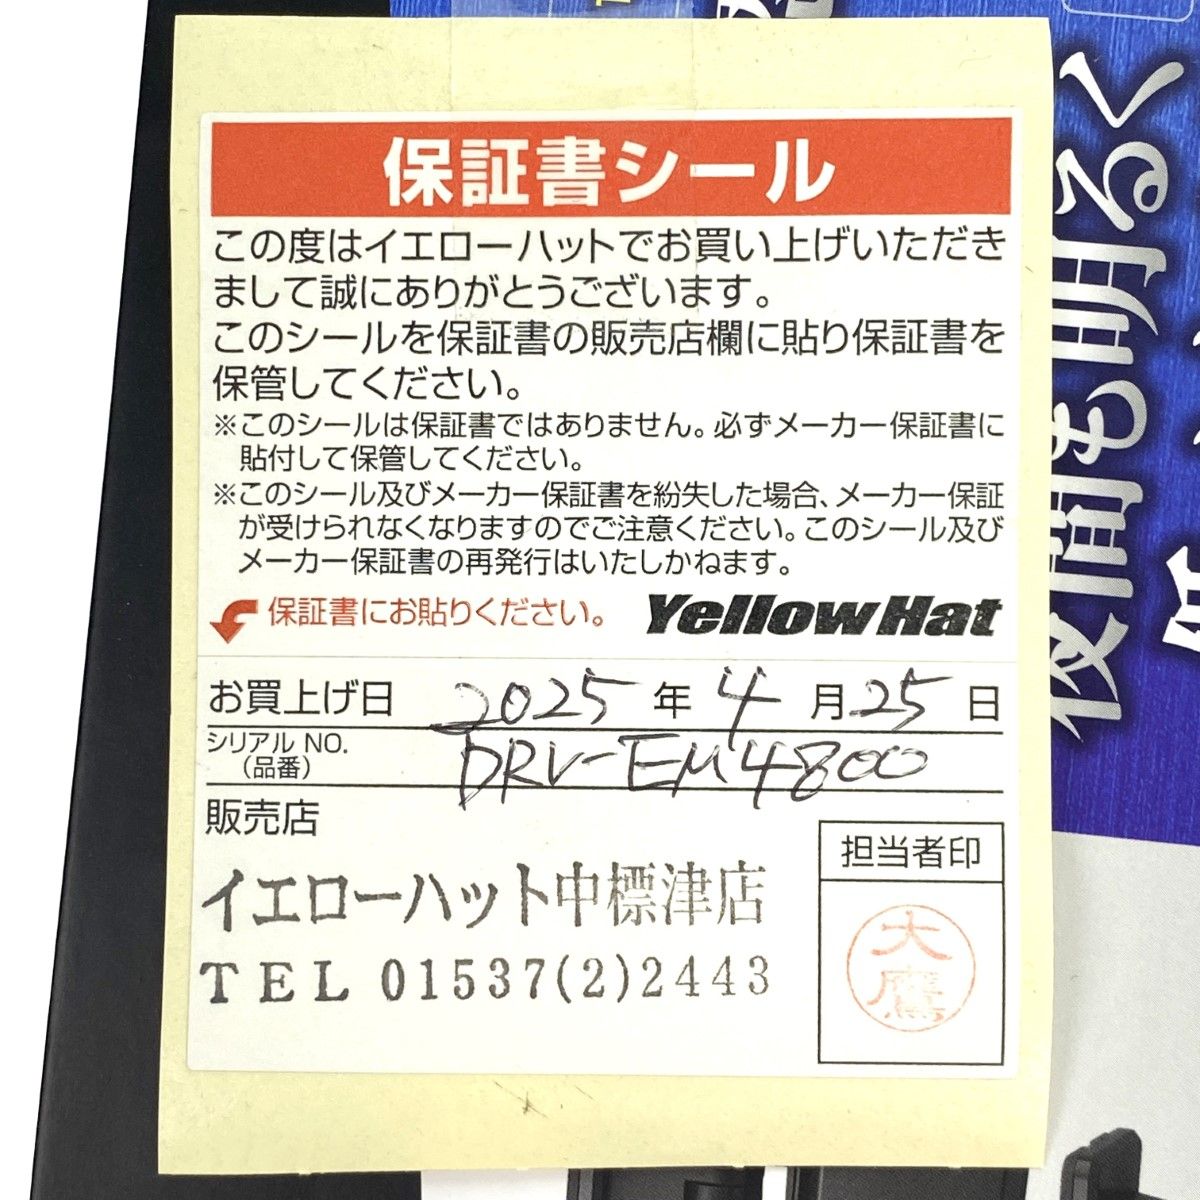 保証書シール
この度はイエローハットでお買い上げいただき
まして誠にありがとうございます。
このシールを保証書の販売店欄に貼り保証書を
保管してください。
※このシールは保証書ではありません。必ずメーカー保証書に
貼付して保管してください。
※このシール及びメーカー保証書を紛失した場合、メーカー保証
が受けられなくなりますのでご注意ください。このシール及び
メーカー保証書の再発行はいたしかねます。
保証書にお貼りください。
YellowHat
お買上げ日 2025 年 4 月 25 日
シリアル NO.
（品番）
DRV-EM4800
販売店
イエローハット中標津店
TEL 01537(2)2443
担当者印
大鷹
夜間も明るく